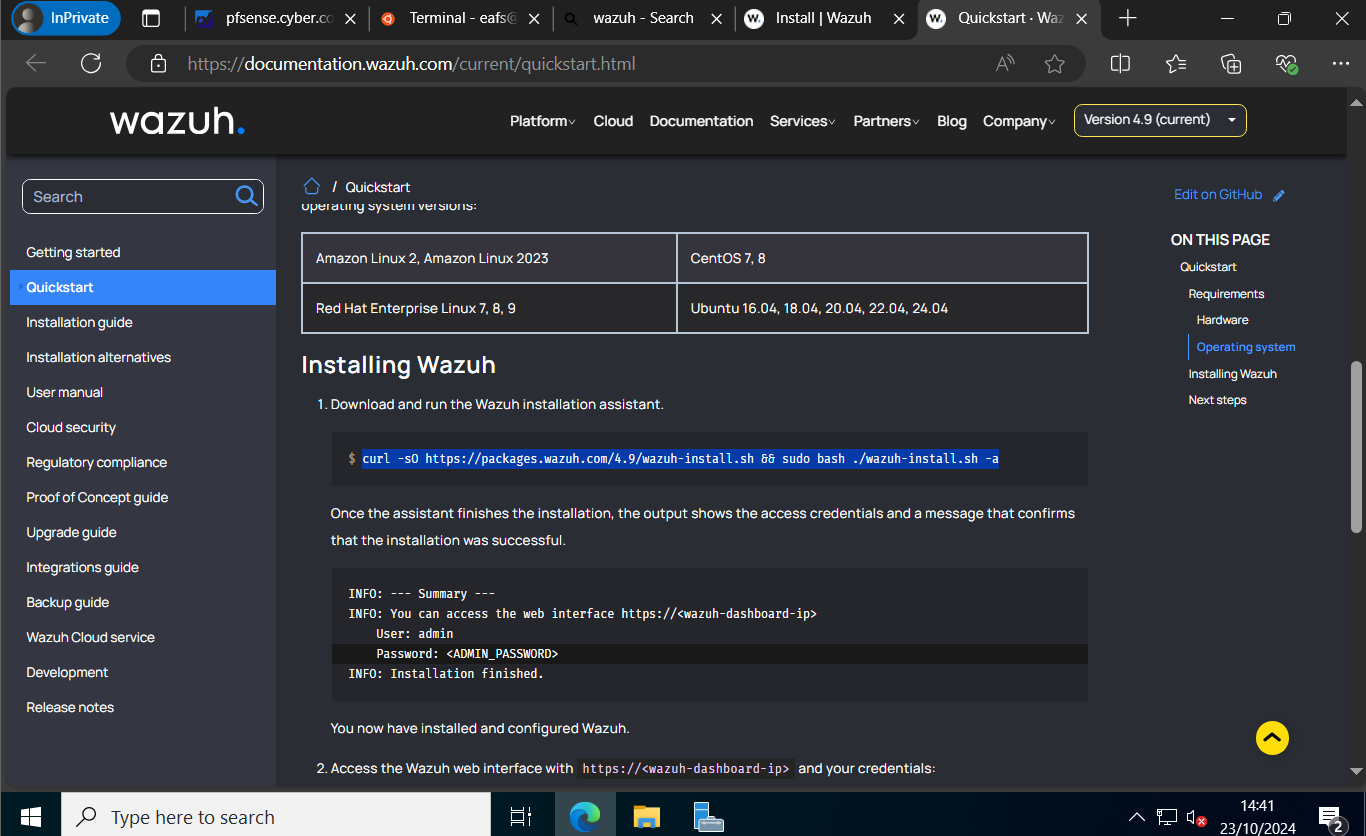 InPrivate
pfsense.cyber.co
Terminal - eafs@
wazuh - Search
Install | Wazuh
Quickstart · Waz
https://documentation.wazuh.com/current/quickstart.html
wazuh.
Platform
Cloud
Documentation
Services
Partners
Blog
Company
Version 4.9 (current)
Search
/ Quickstart
Edit on GitHub
operating system versions:
Getting started
Quickstart
Installation guide
Installation alternatives
User manual
Cloud security
Regulatory compliance
Proof of Concept guide
Upgrade guide
Integrations guide
Backup guide
Wazuh Cloud service
Development
Release notes
Amazon Linux 2, Amazon Linux 2023
CentOS 7, 8
Red Hat Enterprise Linux 7, 8, 9
Ubuntu 16.04, 18.04, 20.04, 22.04, 24.04
Installing Wazuh
1. Download and run the Wazuh installation assistant.
$ curl -sO https://packages.wazuh.com/4.9/wazuh-install.sh && sudo bash ./wazuh-install.sh -a
Once the assistant finishes the installation, the output shows the access credentials and a message that confirms
that the installation was successful.
INFO: --- Summary ---
INFO: You can access the web interface https://<wazuh-dashboard-ip>
User: admin
Password: <ADMIN_PASSWORD>
INFO: Installation finished.
You now have installed and configured Wazuh.
2. Access the Wazuh web interface with https://<wazuh-dashboard-ip> and your credentials:
ON THIS PAGE
Quickstart
Requirements
Hardware
Operating system
Installing Wazuh
Next steps
Type here to search
14:41
23/10/2024
2